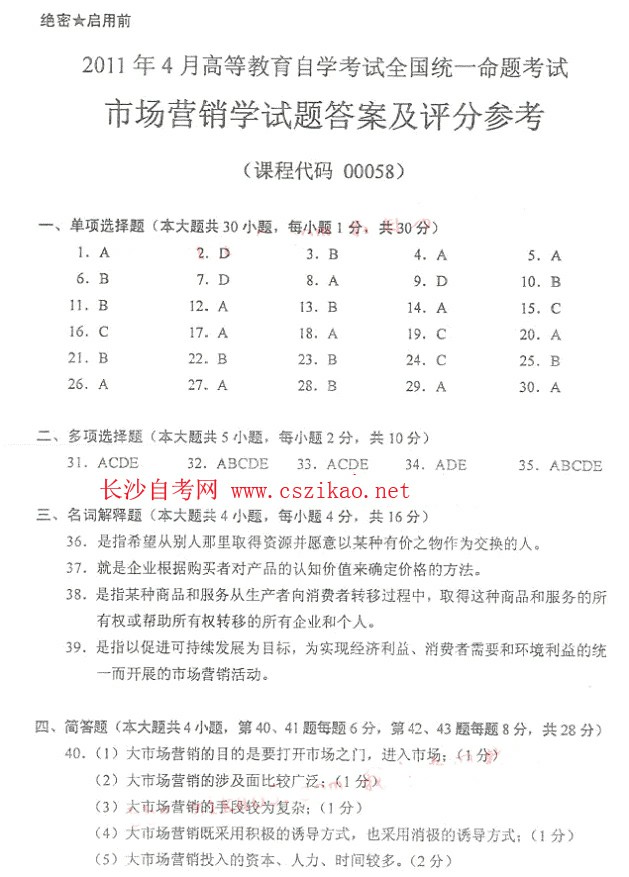 绝密★启用前
2011 年 4 月高等教育自学考试全国统一命题考试
市场营销学试题答案及评分参考
（课程代码 00058）
一、单项选择题（本大题共 30 小题，每小题 1 分，共 30 分）
1．A 2．D 3．B 4．A 5．A
6．B 7．D 8．A 9．D 10．B
11．B 12．A 13．B 14．A 15．C
16．C 17．A 18．A 19．C 20．A
21．B 22．B 23．B 24．C 25．B
26．A 27．A 28．B 29．A 30．A
二、多项选择题（本大题共 5 小题，每小题 2 分，共 10 分）
31．ACDE 32．ABCDE 33．ACDE 34．ADE 35．ABCDE
长沙自考网 www.cszikao.net
三、名词解释题（本大题共 4 小题，每小题 4 分，共 16 分）
36．是指希望从别人那里取得资源并愿意以某种有价之物作为交换的人。
37．就是企业根据购买者对产品的认知价值来确定价格的方法。
38．是指某种商品和服务从生产者向消费者转移过程中，取得这种商品和服务的所
有权或帮助所有权转移的所有企业和个人。
39．是指以促进可持续发展为目标，为实现经济利益、消费者需要和环境利益的统
一而开展的市场营销活动。
四、简答题（本大题共 4 小题，第 40、41 题每题 6 分，第 42、43 题每题 8 分，共 28 分）
40．（1）大市场营销的目的是要打开市场之门，进入市场；（1 分）
（2）大市场营销的涉及面比较广泛；（1 分）
（3）大市场营销的手段较为复杂；（1 分）
（4）大市场营销既采用积极的诱导方式，也采用消极的诱导方式；（1 分）
（5）大市场营销投入的资本、人力、时间较多。（2 分）